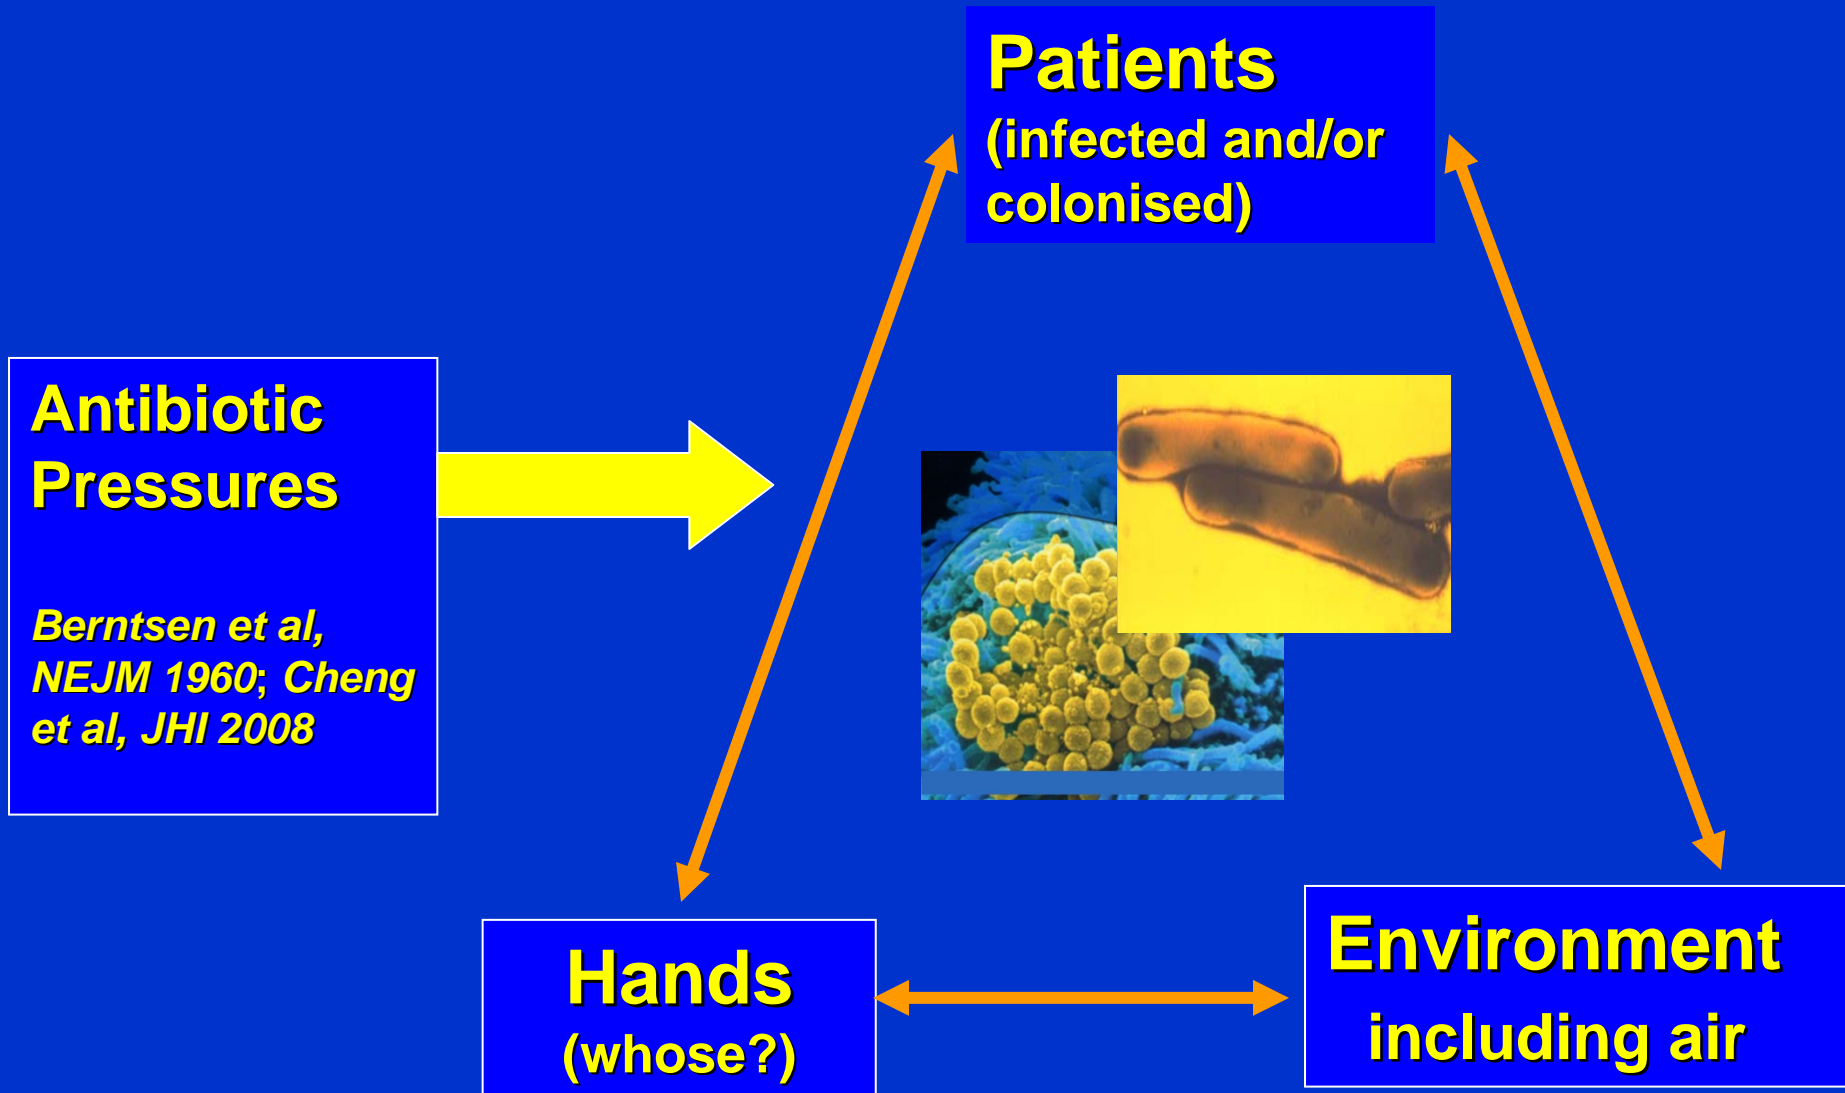 Patients
(infected and/or
colonised)
Antibiotic
Pressures
Berntsen et al,
NEJM 1960; Cheng
et al, JHI 2008
Hands
(whose?)
Environment
including air